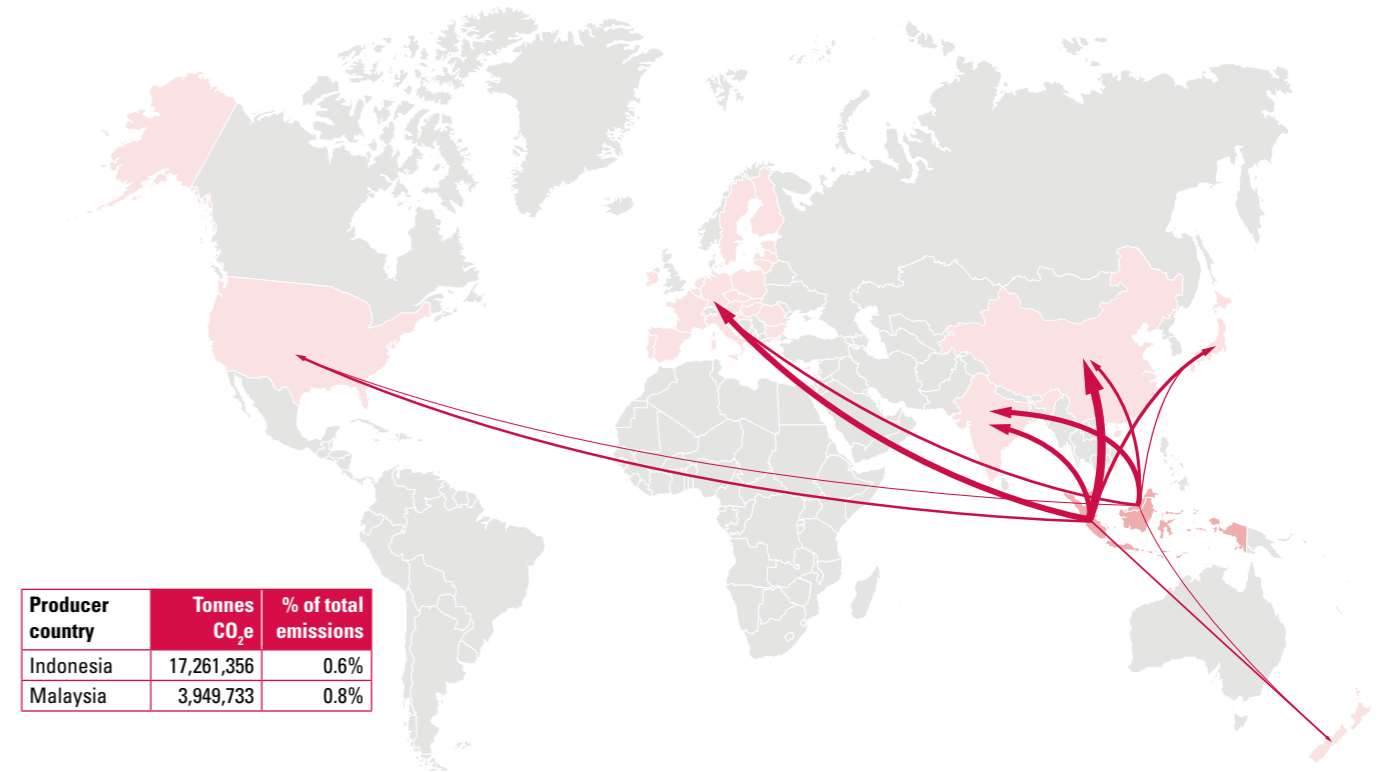 Producer country
Tonnes CO₂e
% of total emissions
Indonesia 17,261,356 0.6%
Malaysia 3,949,733 0.8%